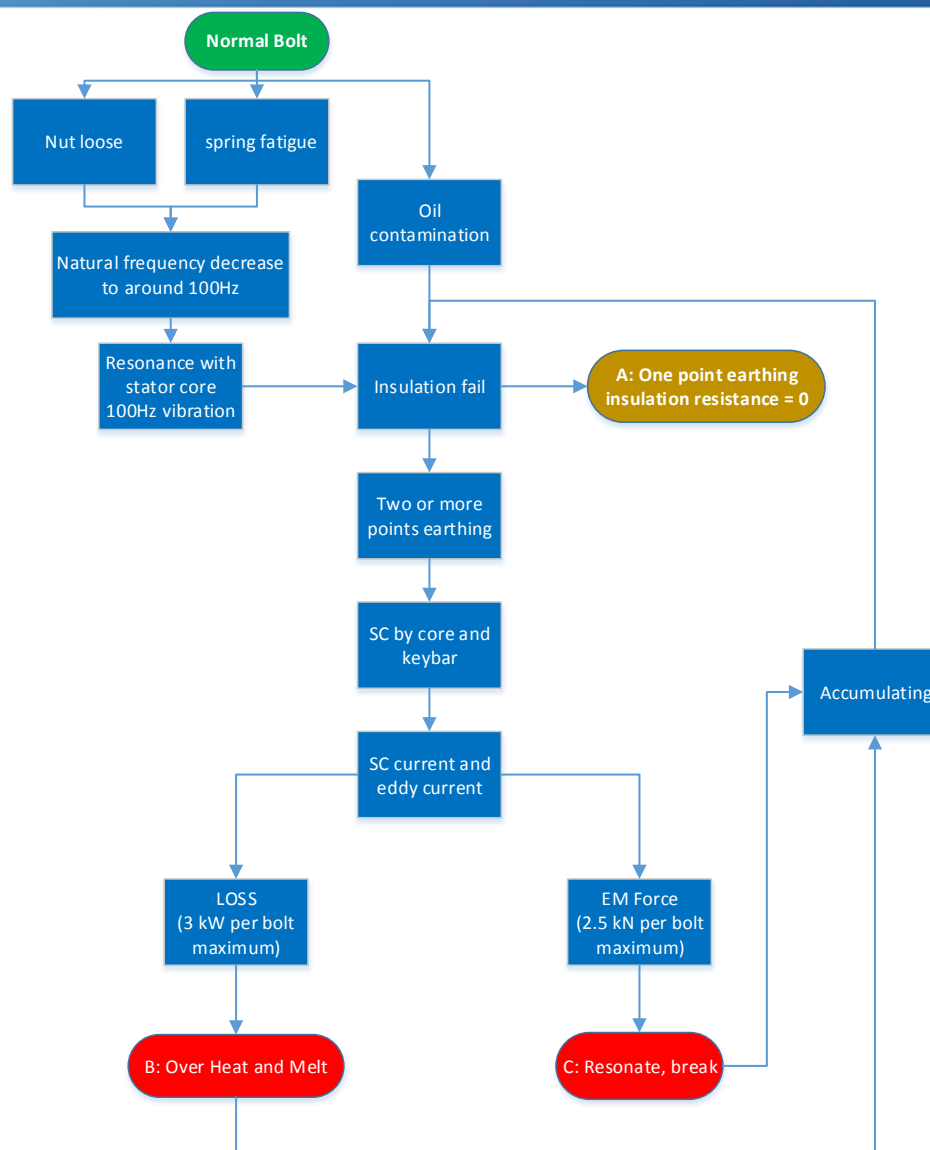 Normal Bolt
Nut loose
spring fatigue
Oil
contamination
Natural frequency decrease
to around 100Hz
Resonance with
stator core
100Hz vibration
Insulation fail
A: One point earthing
insulation resistance = 0
Two or more
points earthing
SC by core and
keybar
Accumulating
SC current and
eddy current
LOSS
(3 kW per bolt
maximum)
EM Force
(2.5 kN per bolt
maximum)
B: Over Heat and Melt
C: Resonate, break